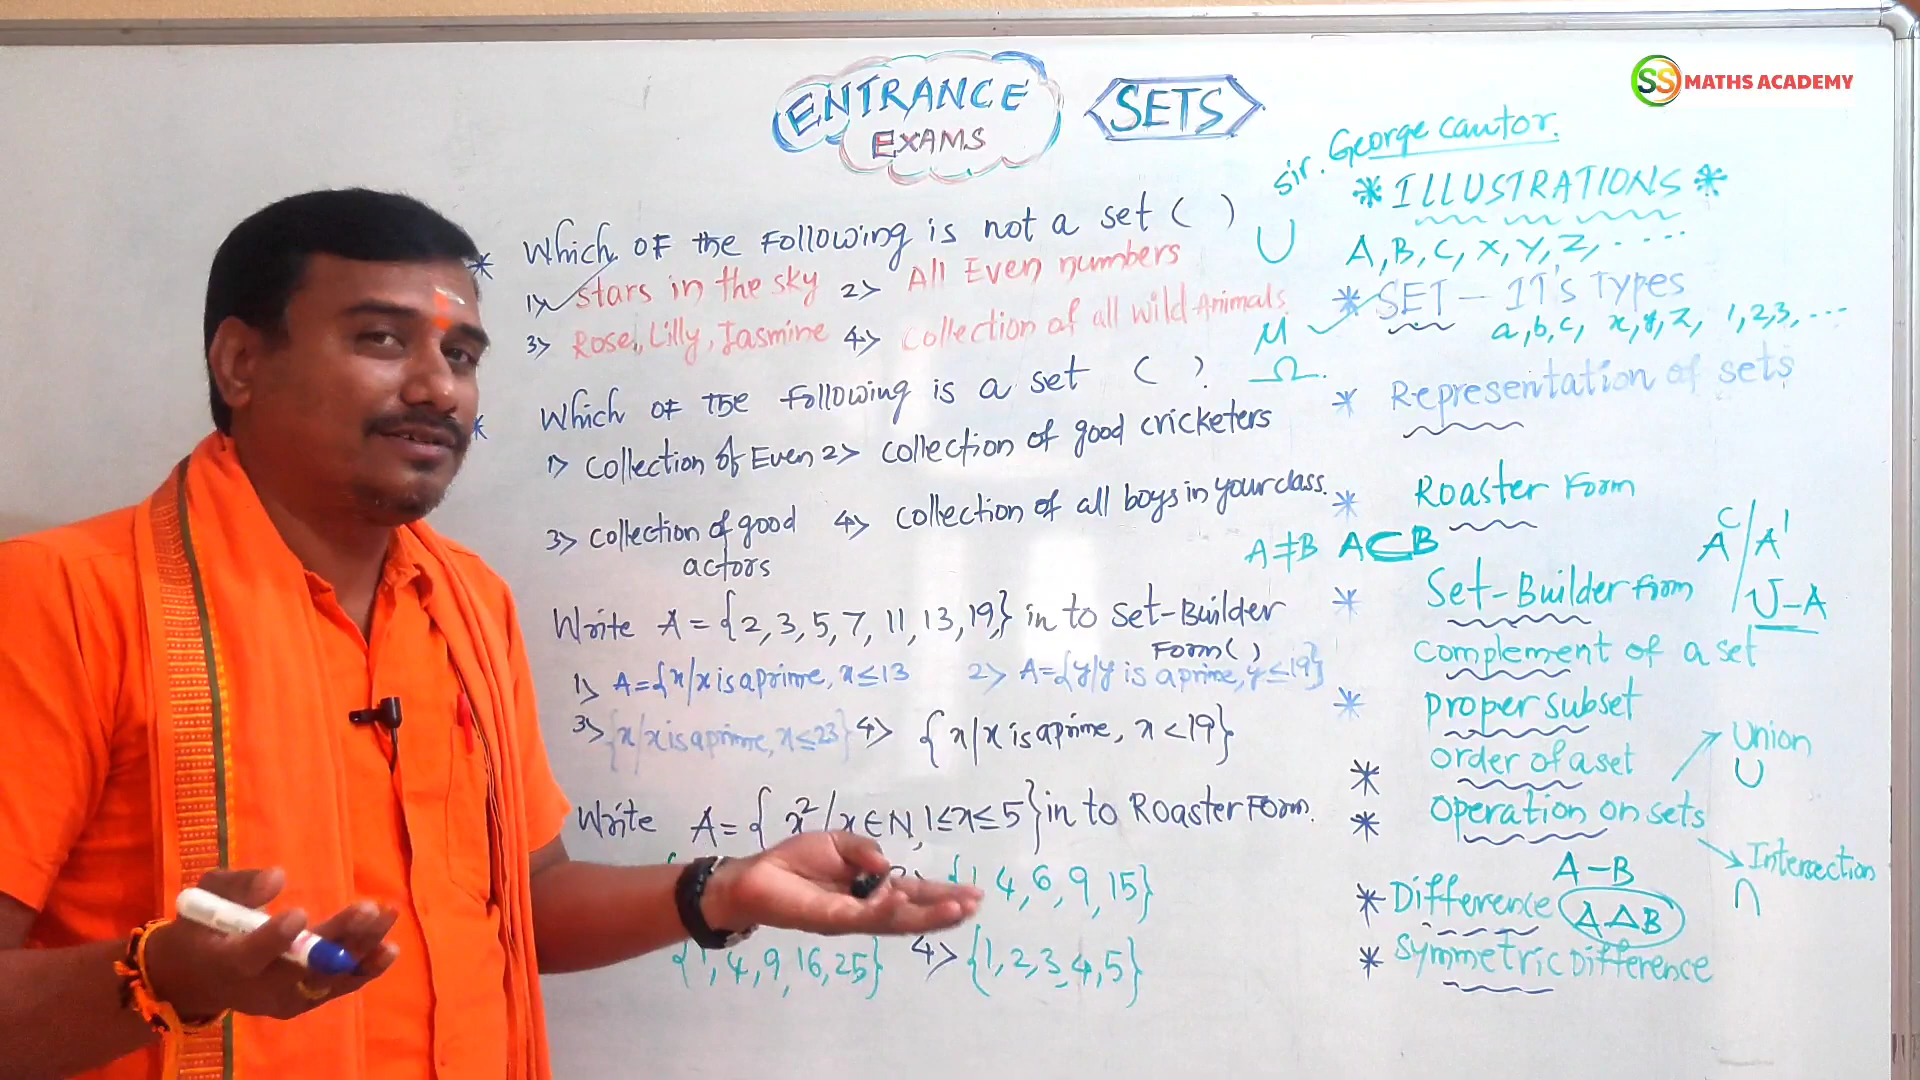 SS MATHS ACADEMY
ENTRANCE
EXAMS
SETS
Sir. George cantor.
* Which of the Following is not a set ( )
1> stars in the sky 2> All Even numbers
3> Rose, Lilly, Jasmine 4> Collection of all wild Animals
* Which of the following is a set ( ).
1> collection of Even 2> collection of good cricketers
3> collection of good actors 4> collection of all boys in your class.
Write A = {2, 3, 5, 7, 11, 13, 19,} in to Set-Builder
Form ( )
1> A={x/x is a prime, x ≤ 13 2> A={y/y is a prime, y ≤ 19}
3> {x/x is a prime, x ≤ 23} 4> {x/x is a prime, x < 19}
Write A = { x²/x ∈ N, 1 ≤ x ≤ 5} in to Roaster Form.
4, 6, 9, 15}
{1, 4, 9, 16, 25} 4> {1, 2, 3, 4, 5}
* ILLUSTRATIONS *
U A, B, C, X, Y, Z, ....
* SET – IT's Types
μ a, b, c, x, y, z, 1, 2, 3, ...
Ω.
* Representation of sets
* Roaster Form
A ≠ B A ⊂ B
Aᶜ / A'
U – A
* Set-Builder form
complement of a set
* proper subset
order of a set
* Union
∪
* Operation on sets
Intersection
∩
A – B
* Difference A Δ B
* Symmetric Difference